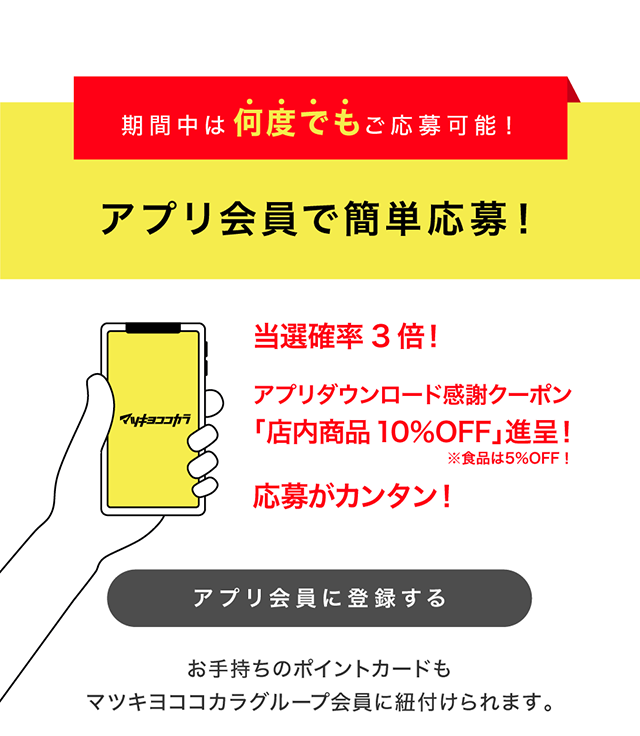 期間中は何度でもご応募可能！
アプリ会員で簡単応募！
当選確率３倍！
アプリダウンロード感謝クーポン
「店内商品10%OFF」進呈！
※食品は5%OFF！
マツキヨココカラ
応募がカンタン！
アプリ会員に登録する
お手持ちのポイントカードも
マツキヨココカラグループ会員に紐付けられます。